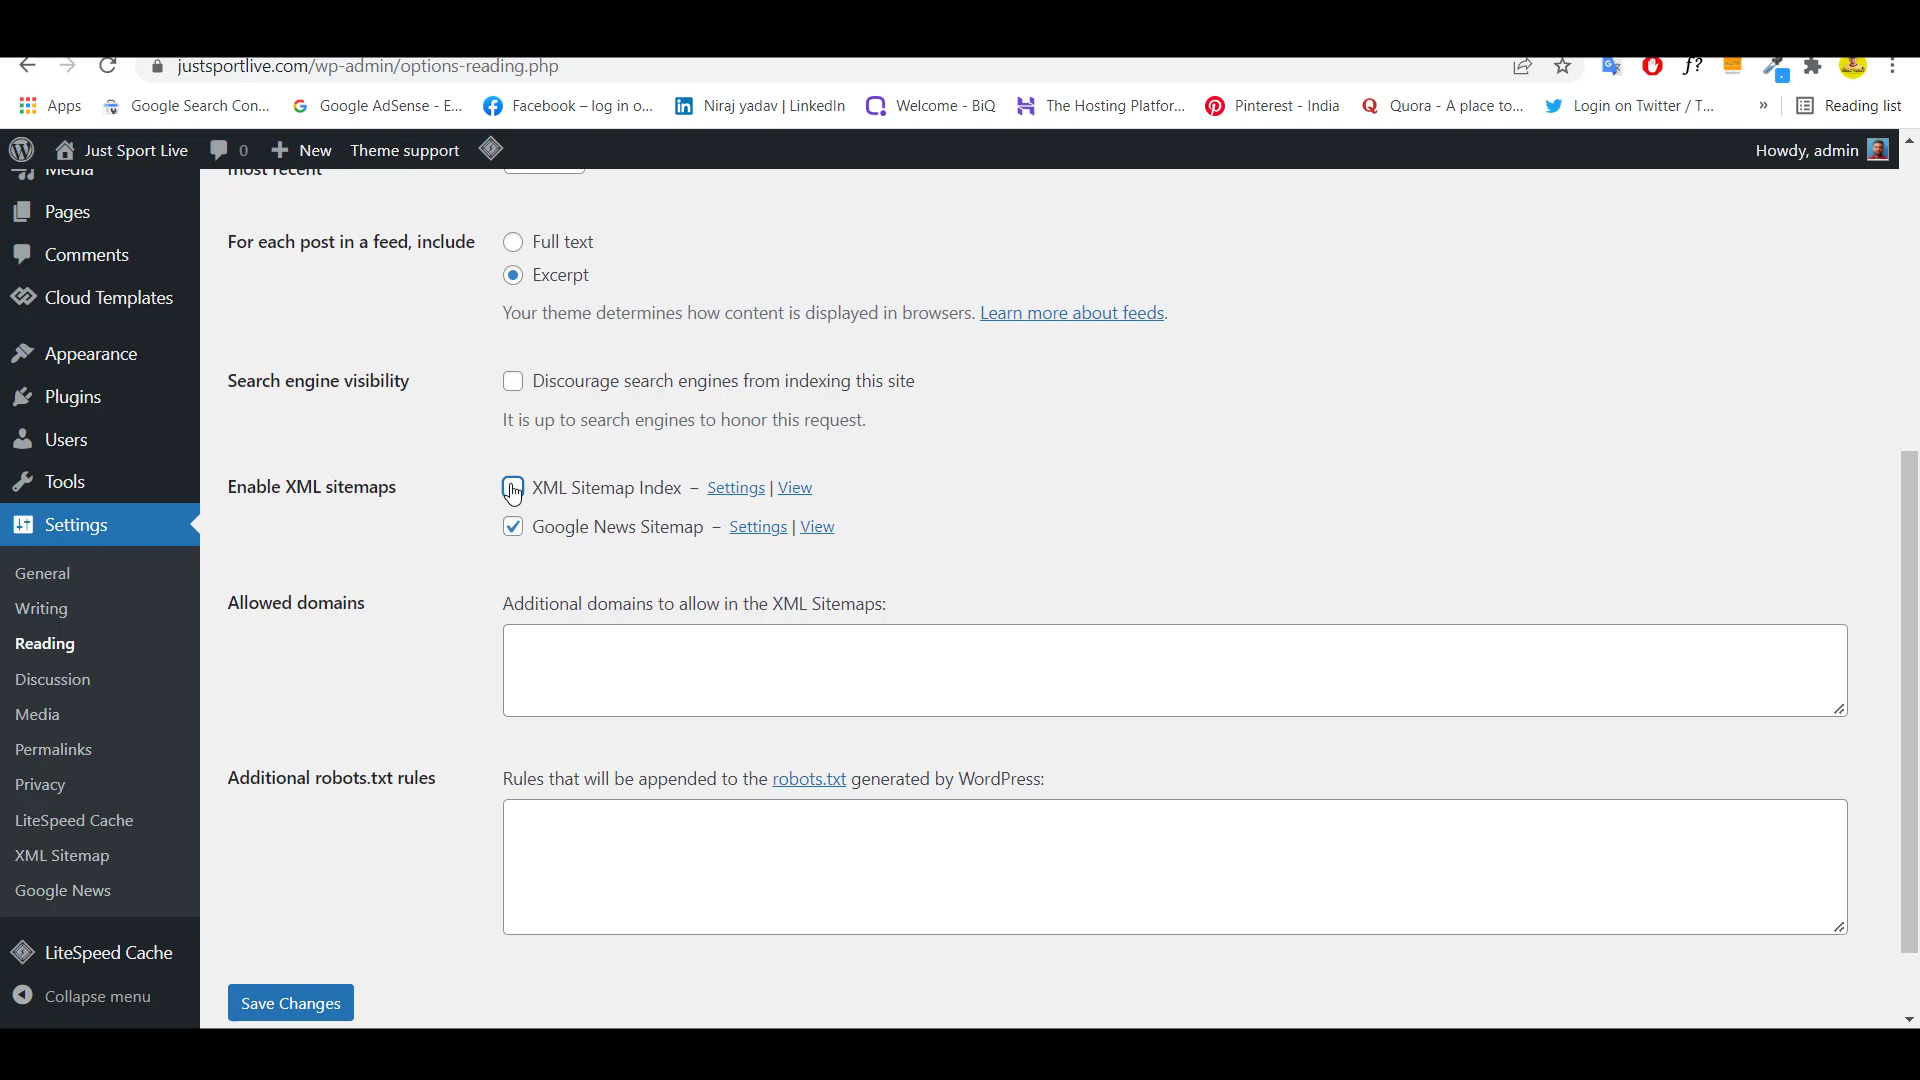 justsportlive.com/wp-admin/options-reading.php
f?
Apps Google Search Con... Google AdSense - E... Facebook – log in o... Niraj yadav | LinkedIn Welcome - BiQ The Hosting Platfor... Pinterest - India Quora - A place to... Login on Twitter / T... » Reading list
Just Sport Live 0 New Theme support Howdy, admin
Media
most recent
Pages
For each post in a feed, include Full text
Comments
Excerpt
Cloud Templates
Your theme determines how content is displayed in browsers. Learn more about feeds.
Appearance
Search engine visibility Discourage search engines from indexing this site
Plugins
It is up to search engines to honor this request.
Users
Tools
Enable XML sitemaps XML Sitemap Index – Settings | View
Settings
Google News Sitemap – Settings | View
General
Writing
Allowed domains Additional domains to allow in the XML Sitemaps:
Reading
Discussion
Media
Permalinks
Additional robots.txt rules Rules that will be appended to the robots.txt generated by WordPress:
Privacy
LiteSpeed Cache
XML Sitemap
Google News
LiteSpeed Cache
Collapse menu
Save Changes